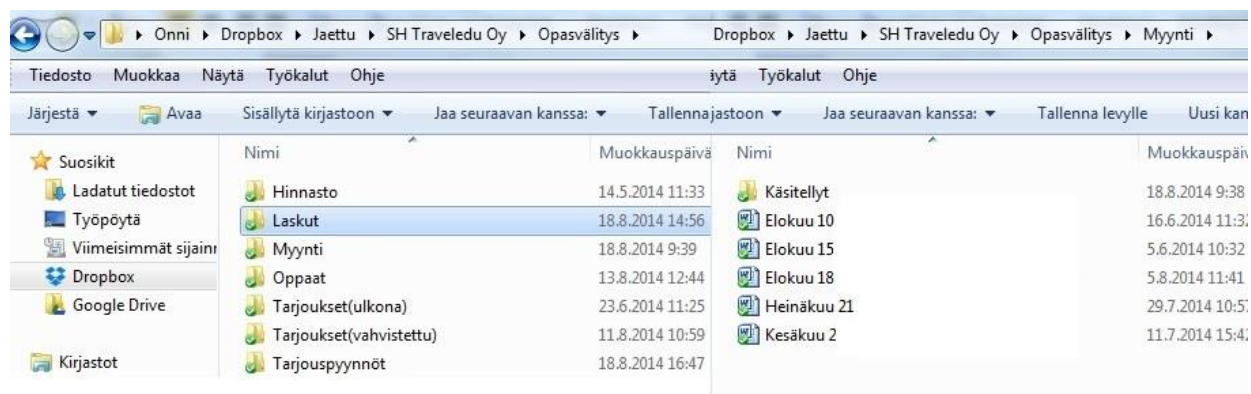 Onni Dropbox Jaettu SH Traveledu Oy Opasvälitys Dropbox Jaettu SH Traveledu Oy Opasvälitys Myynti
Tiedosto Muokkaa Näytä Työkalut Ohje äytä Työkalut Ohje
Järjestä Avaa Sisällytä kirjastoon Jaa seuraavan kanssa: Tallennajastoon Jaa seuraavan kanssa: Tallenna levylle Uusi kan
Suosikit Nimi Muokkauspäivä Nimi Muokkauspäiv
Ladatut tiedostot Hinnasto 14.5.2014 11:33 Käsitellyt 18.8.2014 9:38
Työpöytä Laskut 18.8.2014 14:56 Elokuu 10 16.6.2014 11:32
Viimeisimmät sijainn Myynti 18.8.2014 9:39 Elokuu 15 5.6.2014 10:32
Dropbox Oppaat 13.8.2014 12:44 Elokuu 18 5.8.2014 11:41
Google Drive Tarjoukset(ulkona) 23.6.2014 11:25 Heinäkuu 21 29.7.2014 10:57
Tarjoukset(vahvistettu) 11.8.2014 10:59 Kesäkuu 2 11.7.2014 15:42
Kirjastot Tarjouspyynnöt 18.8.2014 16:47